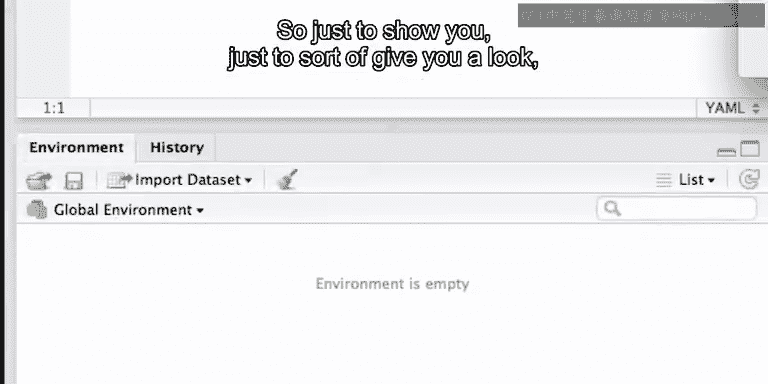 So just to show you,
just to sort of give you a look,
1:1
YAML
Environment History
Import Dataset
List
Global Environment
Environment is empty